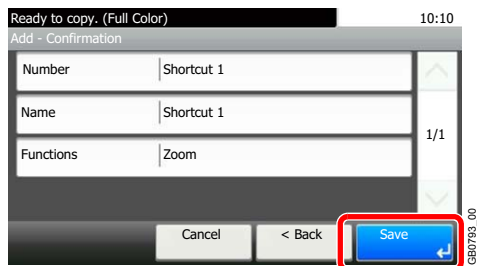 Ready to copy. (Full Color) 10:10
Add - Confirmation
Number Shortcut 1
Name Shortcut 1
1/1
Functions Zoom
Cancel < Back Save
GB0793_00